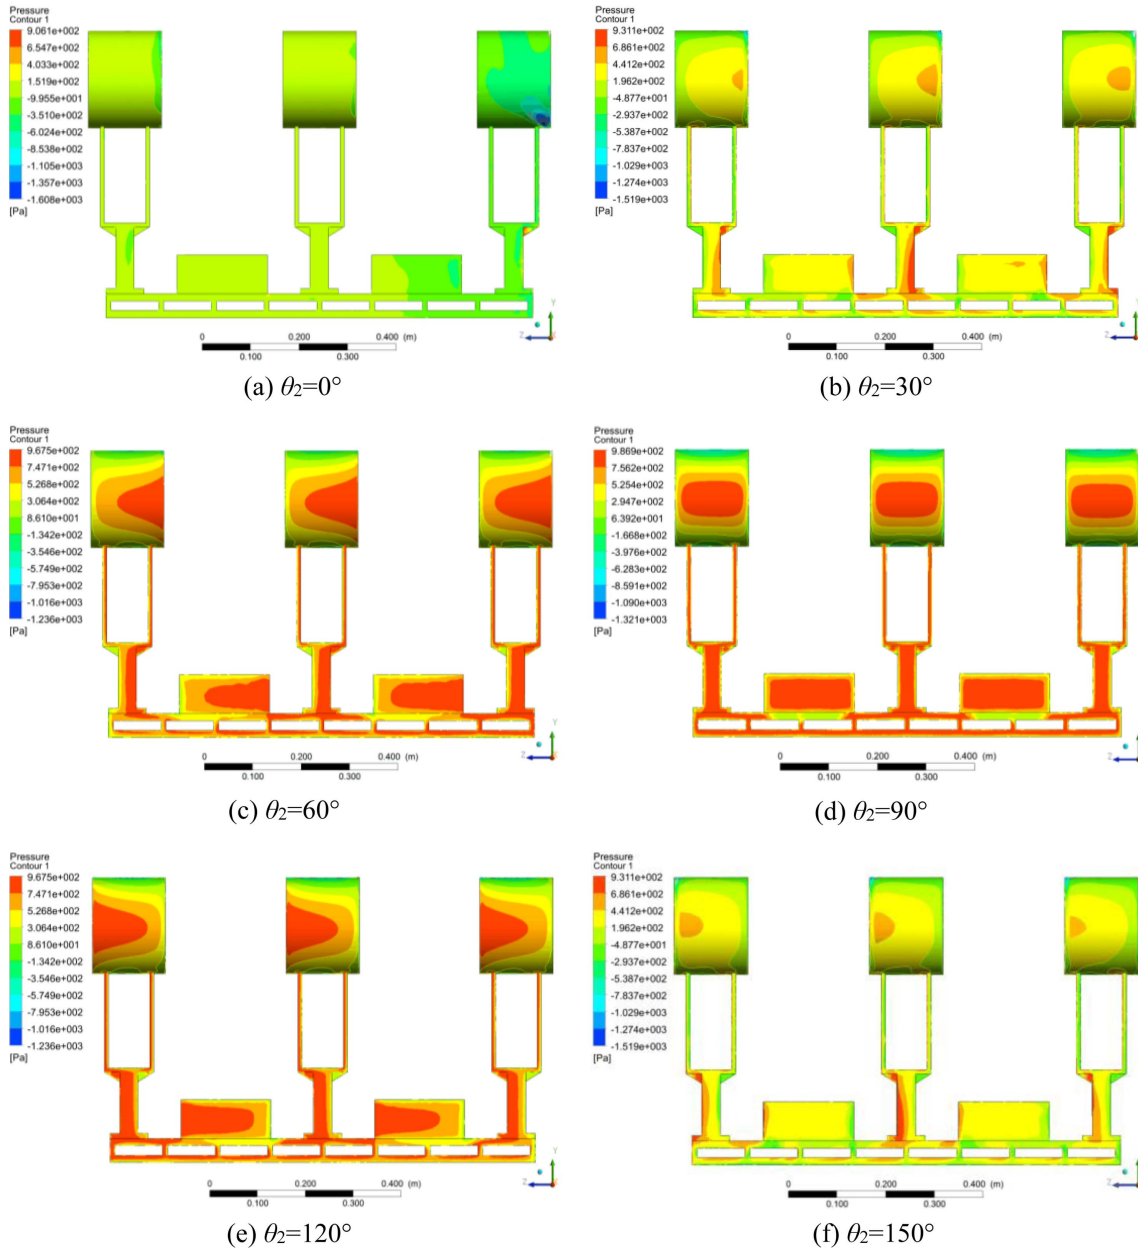 Pressure
Contour 1
9.061e+002
6.547e+002
4.033e+002
1.519e+002
-9.955e+001
-3.510e+002
-6.024e+002
-8.538e+002
-1.105e+003
-1.357e+003
-1.608e+003
[Pa]
Y
Z
0 0.200 0.400 (m)
0.100 0.300
(a) θ2=0°
Pressure
Contour 1
9.311e+002
6.861e+002
4.412e+002
1.962e+002
-4.877e+001
-2.937e+002
-5.387e+002
-7.837e+002
-1.029e+003
-1.274e+003
-1.519e+003
[Pa]
Z
0 0.200 0.400 (m)
0.100 0.300
(b) θ2=30°
Pressure
Contour 1
9.675e+002
7.471e+002
5.268e+002
3.064e+002
8.610e+001
-1.342e+002
-3.546e+002
-5.749e+002
-7.953e+002
-1.016e+003
-1.236e+003
[Pa]
Y
Z
0 0.200 0.400 (m)
0.100 0.300
(c) θ2=60°
Pressure
Contour 1
9.869e+002
7.562e+002
5.254e+002
2.947e+002
6.392e+001
-1.668e+002
-3.976e+002
-6.283e+002
-8.591e+002
-1.090e+003
-1.321e+003
[Pa]
Z
0 0.200 0.400 (m)
0.100 0.300
(d) θ2=90°
Pressure
Contour 1
9.675e+002
7.471e+002
5.268e+002
3.064e+002
8.610e+001
-1.342e+002
-3.546e+002
-5.749e+002
-7.953e+002
-1.016e+003
-1.236e+003
[Pa]
Y
Z
0 0.200 0.400 (m)
0.100 0.300
(e) θ2=120°
Pressure
Contour 1
9.311e+002
6.861e+002
4.412e+002
1.962e+002
-4.877e+001
-2.937e+002
-5.387e+002
-7.837e+002
-1.029e+003
-1.274e+003
-1.519e+003
[Pa]
Z
0 0.200 0.400 (m)
0.100 0.300
(f) θ2=150°